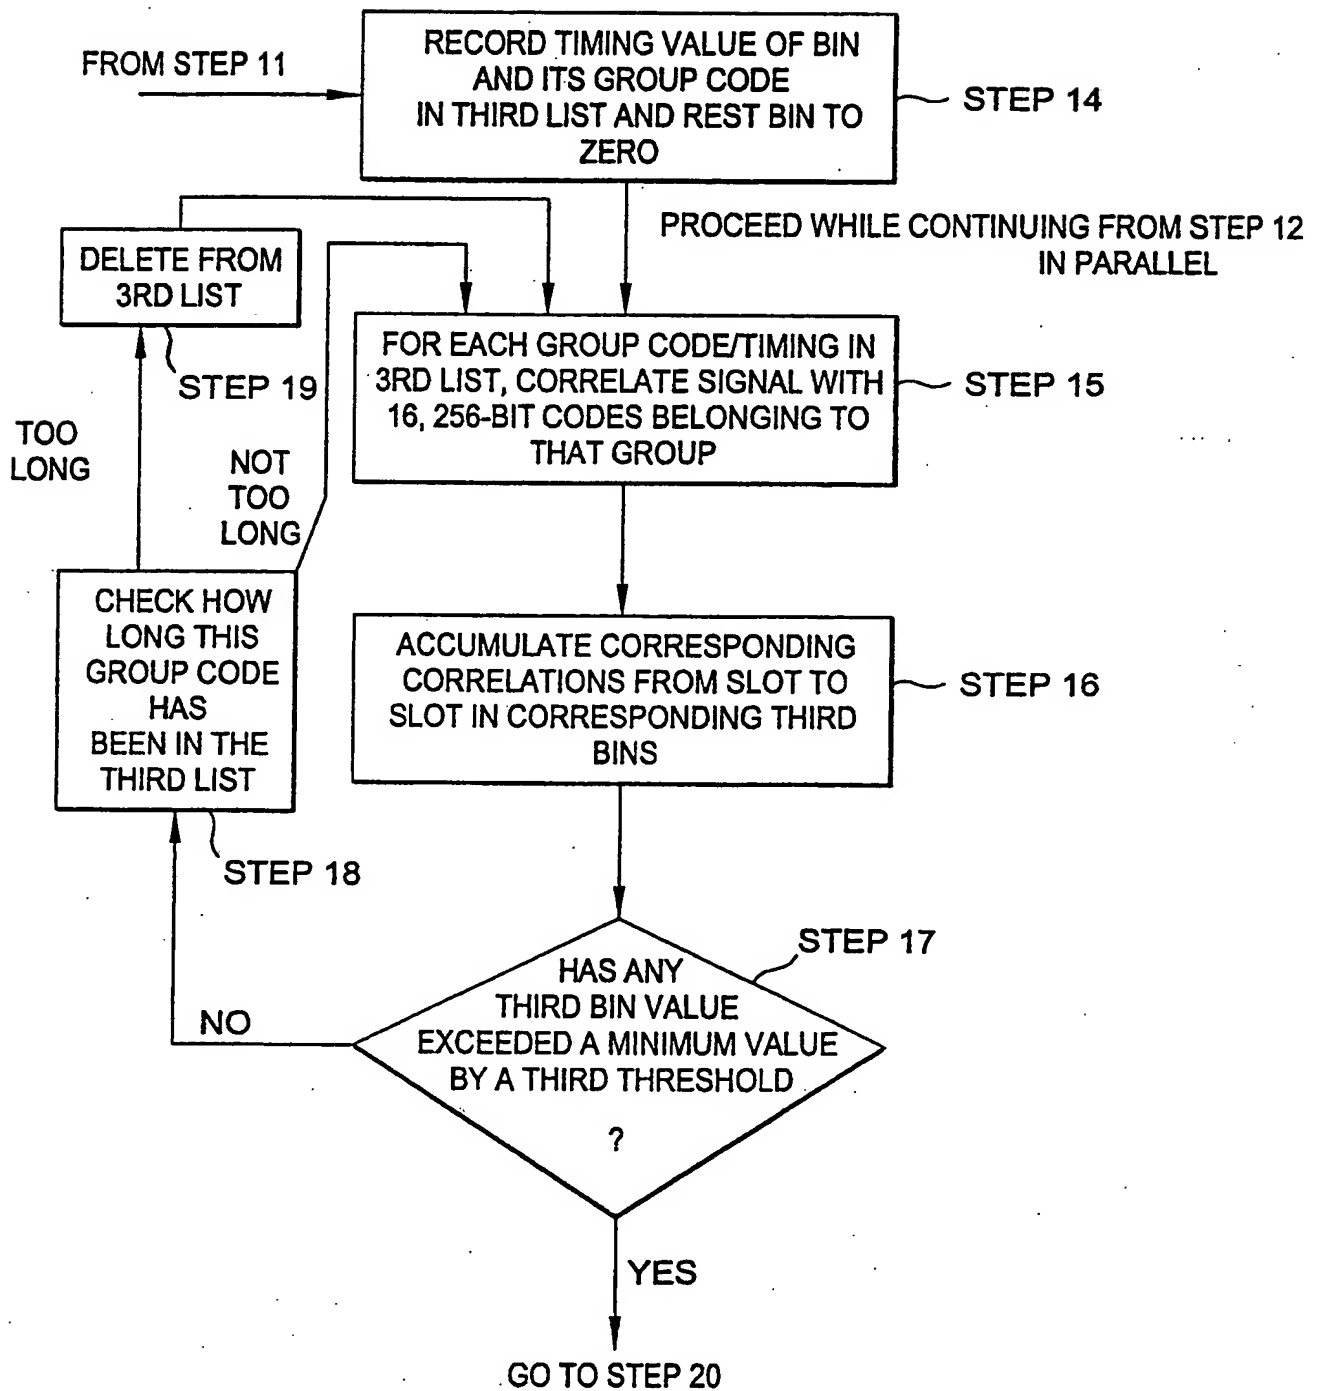 FROM STEP 11
RECORD TIMING VALUE OF BIN
AND ITS GROUP CODE
IN THIRD LIST AND REST BIN TO
ZERO
STEP 14
PROCEED WHILE CONTINUING FROM STEP 12
IN PARALLEL
DELETE FROM
3RD LIST
STEP 19
FOR EACH GROUP CODE/TIMING IN
3RD LIST, CORRELATE SIGNAL WITH
16, 256-BIT CODES BELONGING TO
THAT GROUP
STEP 15
TOO
LONG
NOT
TOO
LONG
CHECK HOW
LONG THIS
GROUP CODE
HAS
BEEN IN THE
THIRD LIST
STEP 18
ACCUMULATE CORRESPONDING
CORRELATIONS FROM SLOT TO
SLOT IN CORRESPONDING THIRD
BINS
STEP 16
STEP 17
HAS ANY
THIRD BIN VALUE
EXCEEDED A MINIMUM VALUE
BY A THIRD THRESHOLD
?
NO
YES
GO TO STEP 20